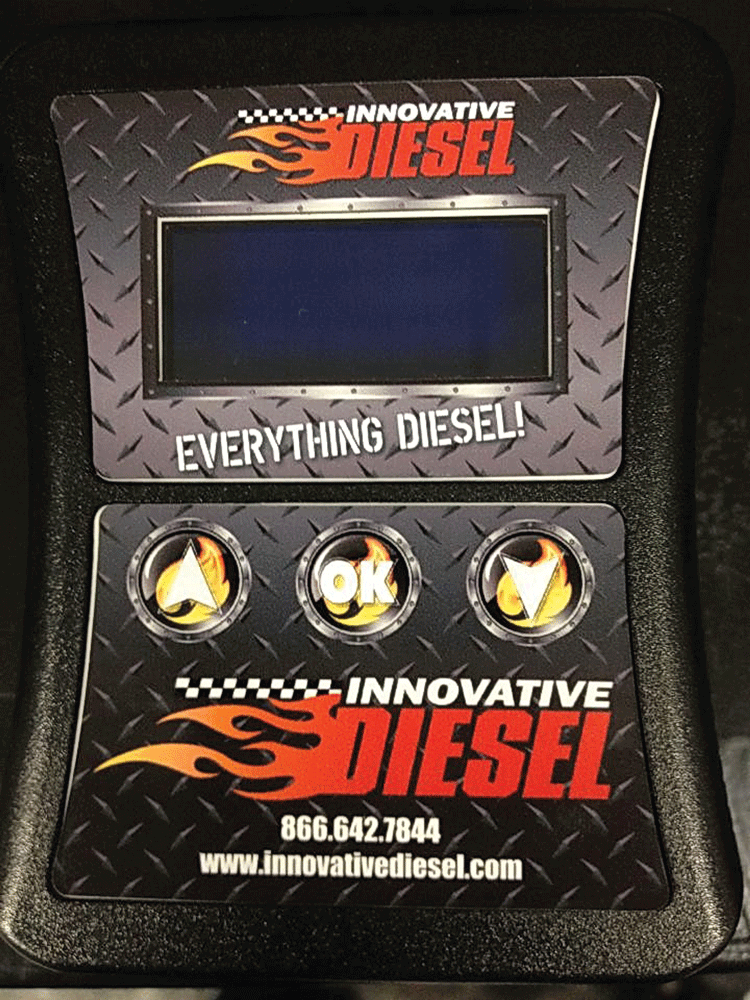 INNOVATIVE
DIESEL
EVERYTHING DIESEL!
OK
INNOVATIVE
DIESEL
866.642.7844
www.innovativediesel.com